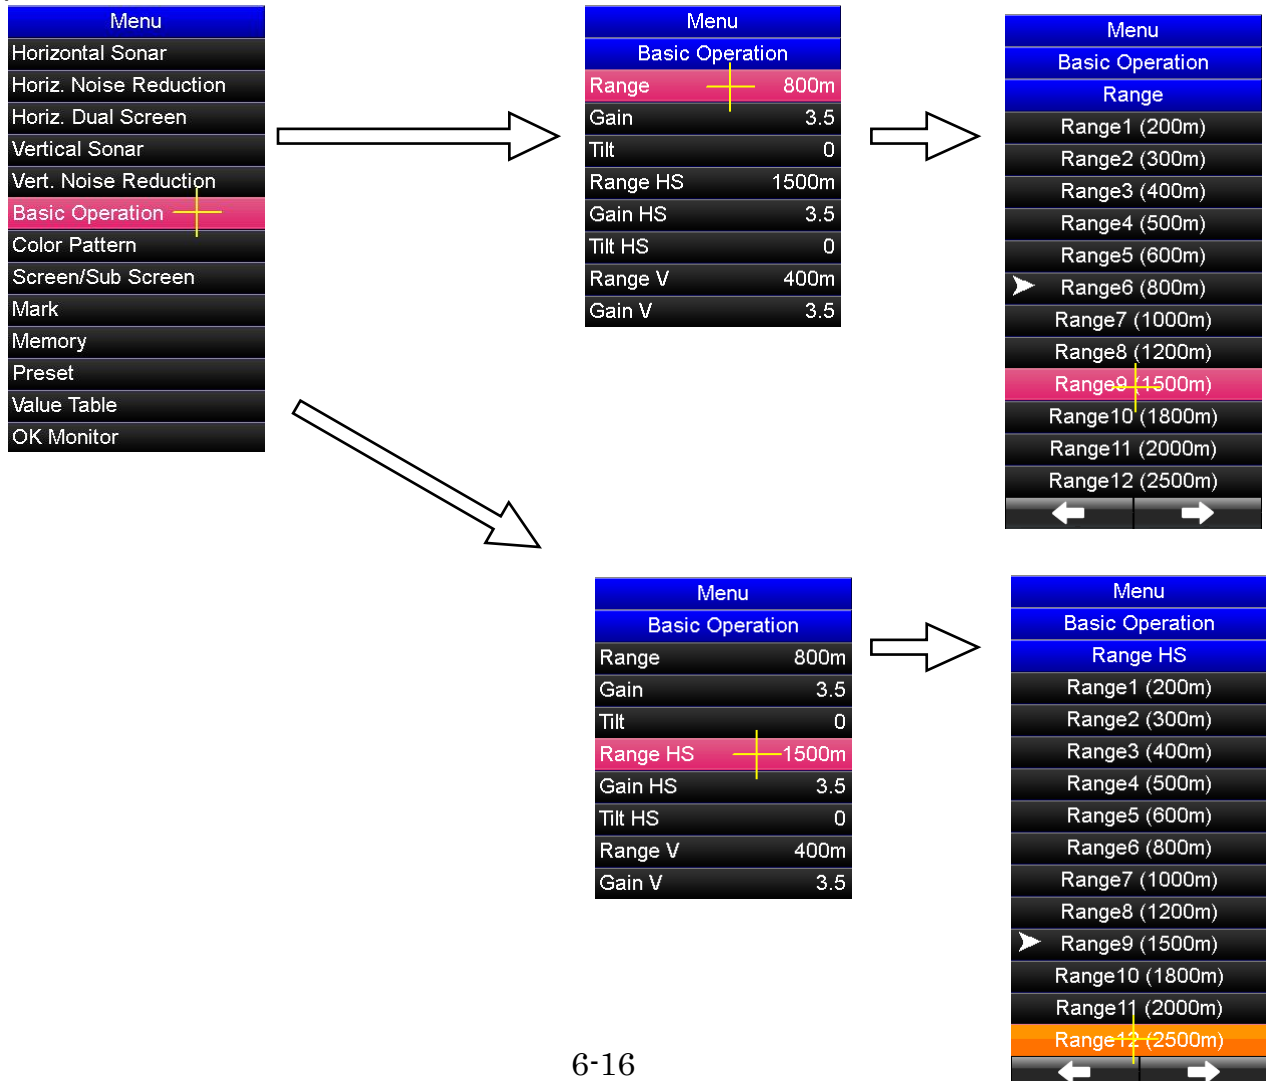 Menu
Horizontal Sonar
Horiz. Noise Reduction
Horiz. Dual Screen
Vertical Sonar
Vert. Noise Reduction
Basic Operation
Color Pattern
Screen/Sub Screen
Mark
Memory
Preset
Value Table
OK Monitor
Menu
Basic Operation
Range 800m
Gain 3.5
Tilt 0
Range HS 1500m
Gain HS 3.5
Tilt HS 0
Range V 400m
Gain V 3.5
Menu
Basic Operation
Range
Range1 (200m)
Range2 (300m)
Range3 (400m)
Range4 (500m)
Range5 (600m)
Range6 (800m)
Range7 (1000m)
Range8 (1200m)
Range9 (1500m)
Range10 (1800m)
Range11 (2000m)
Range12 (2500m)
Menu
Basic Operation
Range 800m
Gain 3.5
Tilt 0
Range HS 1500m
Gain HS 3.5
Tilt HS 0
Range V 400m
Gain V 3.5
Menu
Basic Operation
Range HS
Range1 (200m)
Range2 (300m)
Range3 (400m)
Range4 (500m)
Range5 (600m)
Range6 (800m)
Range7 (1000m)
Range8 (1200m)
Range9 (1500m)
Range10 (1800m)
Range11 (2000m)
Range12 (2500m)
6-16